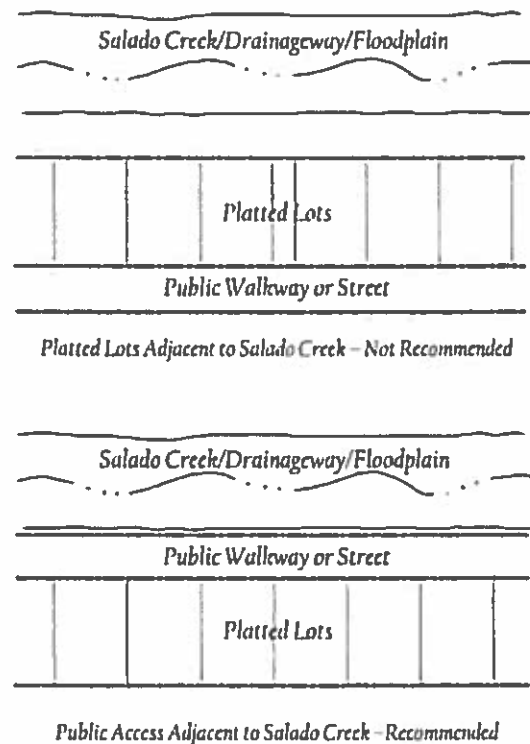 Salado Creek/Drainageway/Floodplain
Platted Lots
Public Walkway or Street
Platted Lots Adjacent to Salado Creek – Not Recommended
Salado Creek/Drainageway/Floodplain
Public Walkway or Street
Platted Lots
Public Access Adjacent to Salado Creek – Recommended